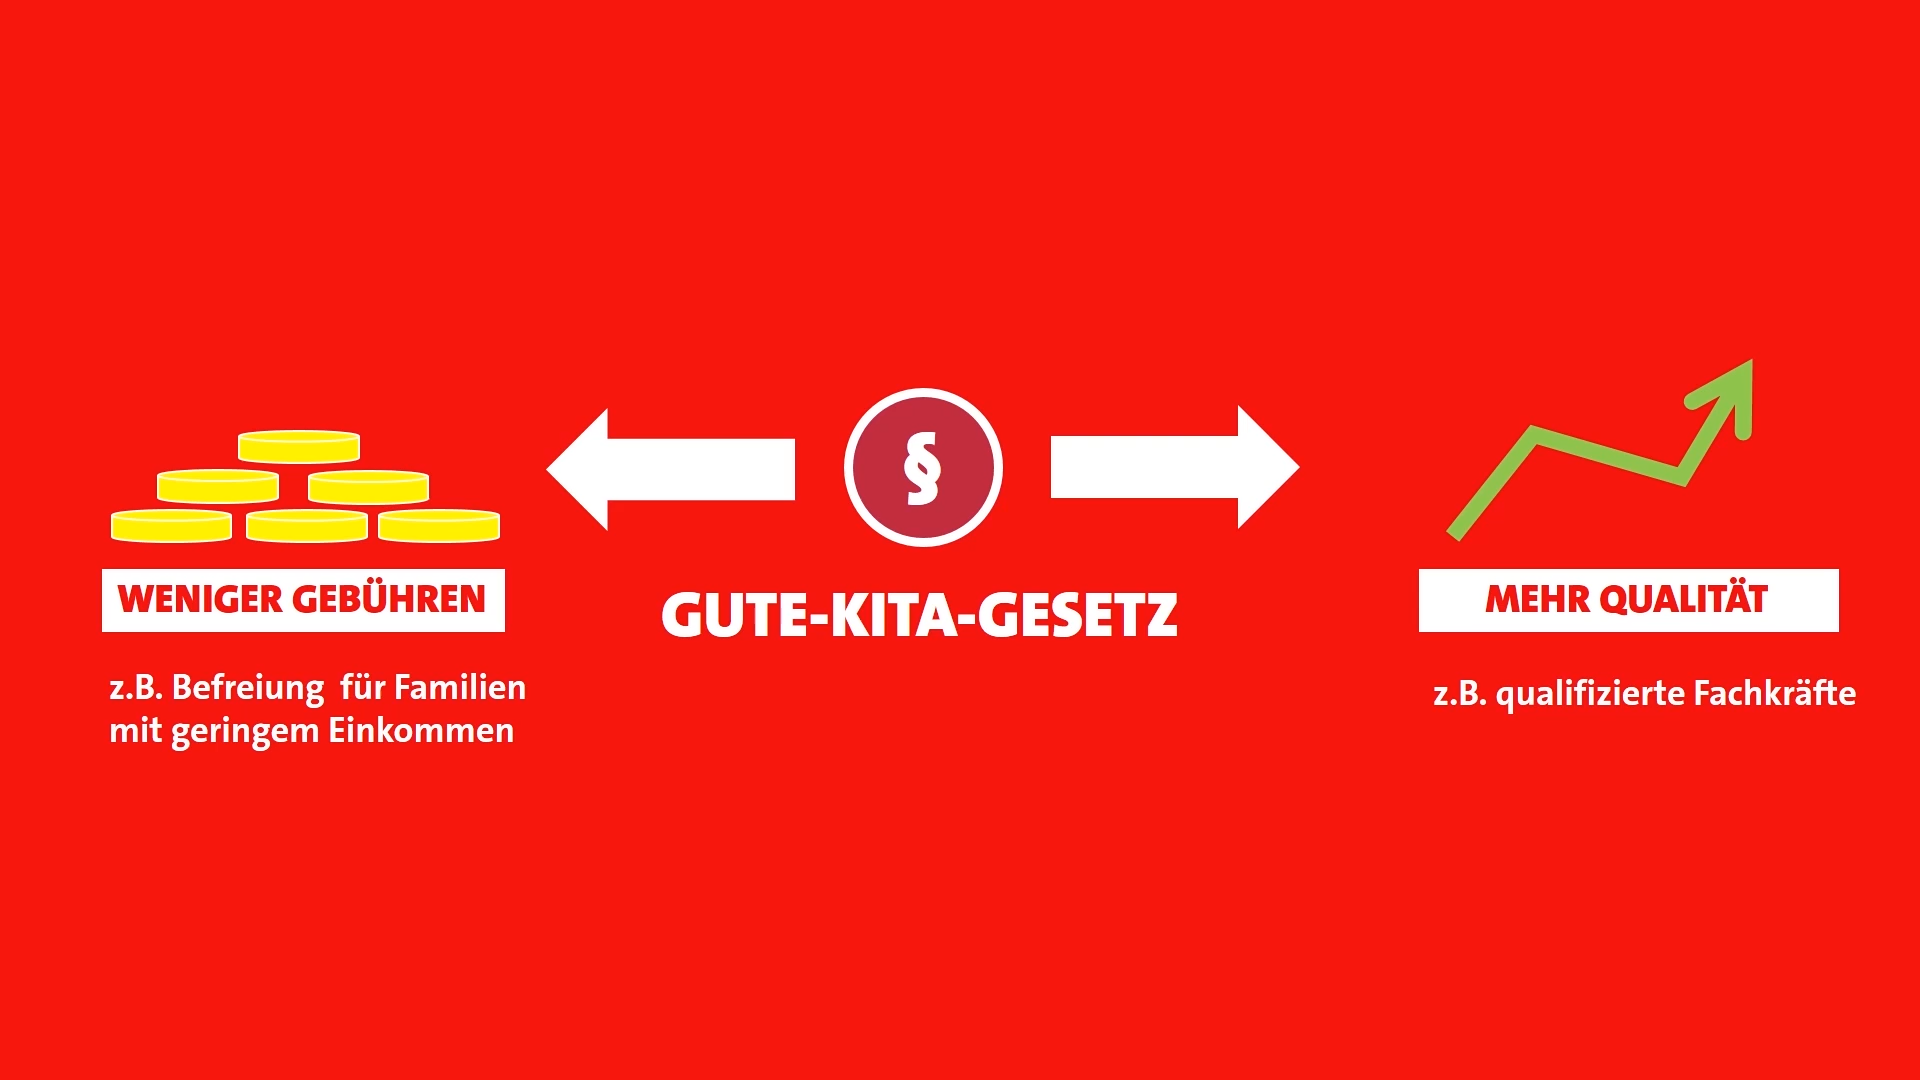 §
WENIGER GEBÜHREN
z.B. Befreiung für Familien
mit geringem Einkommen
GUTE-KITA-GESETZ
MEHR QUALITÄT
z.B. qualifizierte Fachkräfte